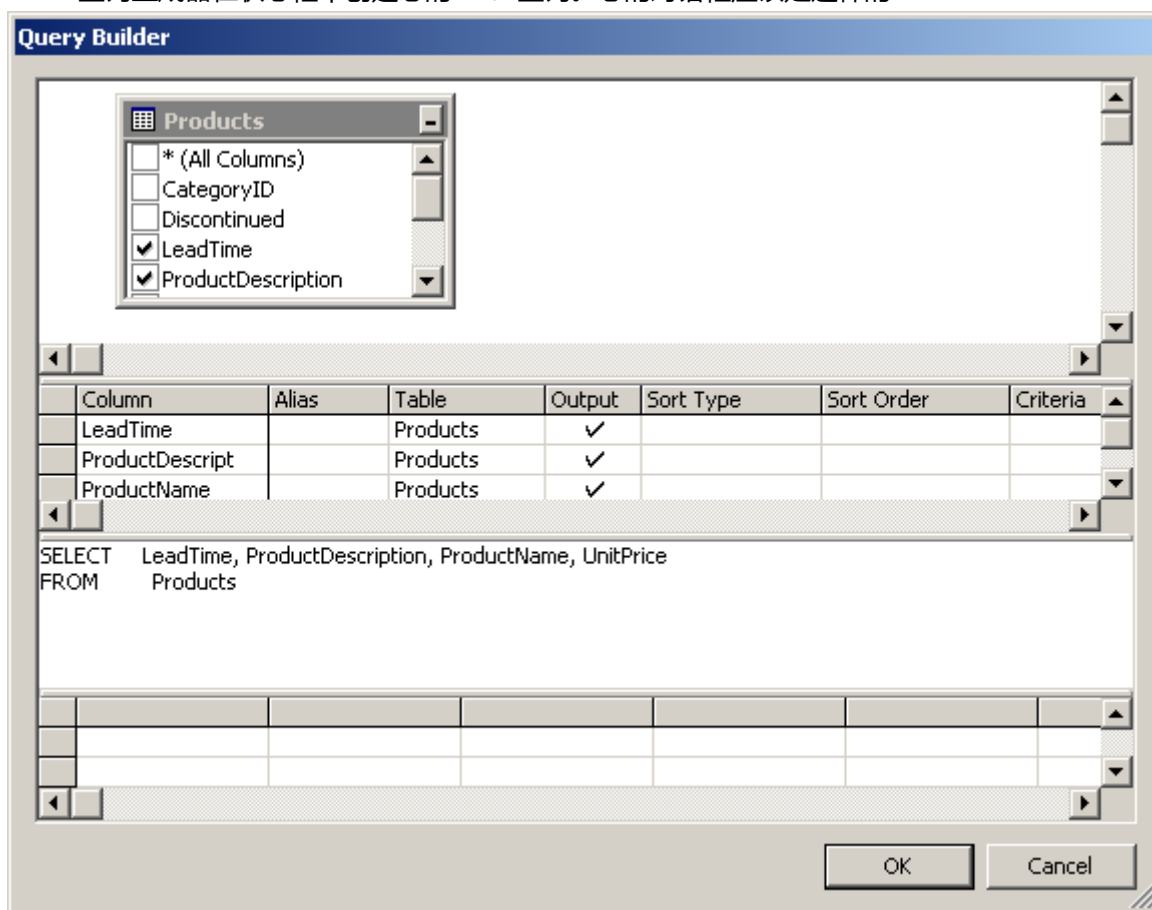 Query Builder
Products
* (All Columns)
CategoryID
Discontinued
LeadTime
ProductDescription
Column Alias Table Output Sort Type Sort Order Criteria
LeadTime Products
ProductDescript Products
ProductName Products
SELECT LeadTime, ProductDescription, ProductName, UnitPrice
FROM Products
OK Cancel